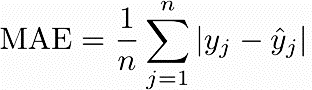 MAE = \frac{1}{n} \sum_{j=1}^{n} |y_j - \hat{y}_j|